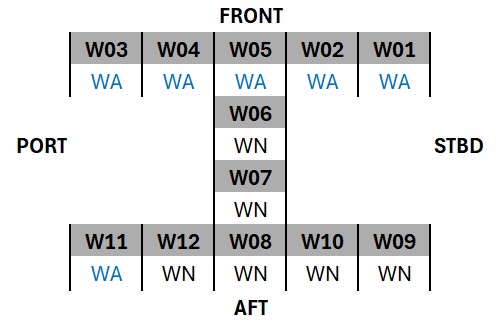 FRONT
W03 W04 W05 W02 W01
WA WA WA WA WA
W06
WN
PORT STBD
W07
WN
W11 W12 W08 W10 W09
WA WN WN WN WN
AFT